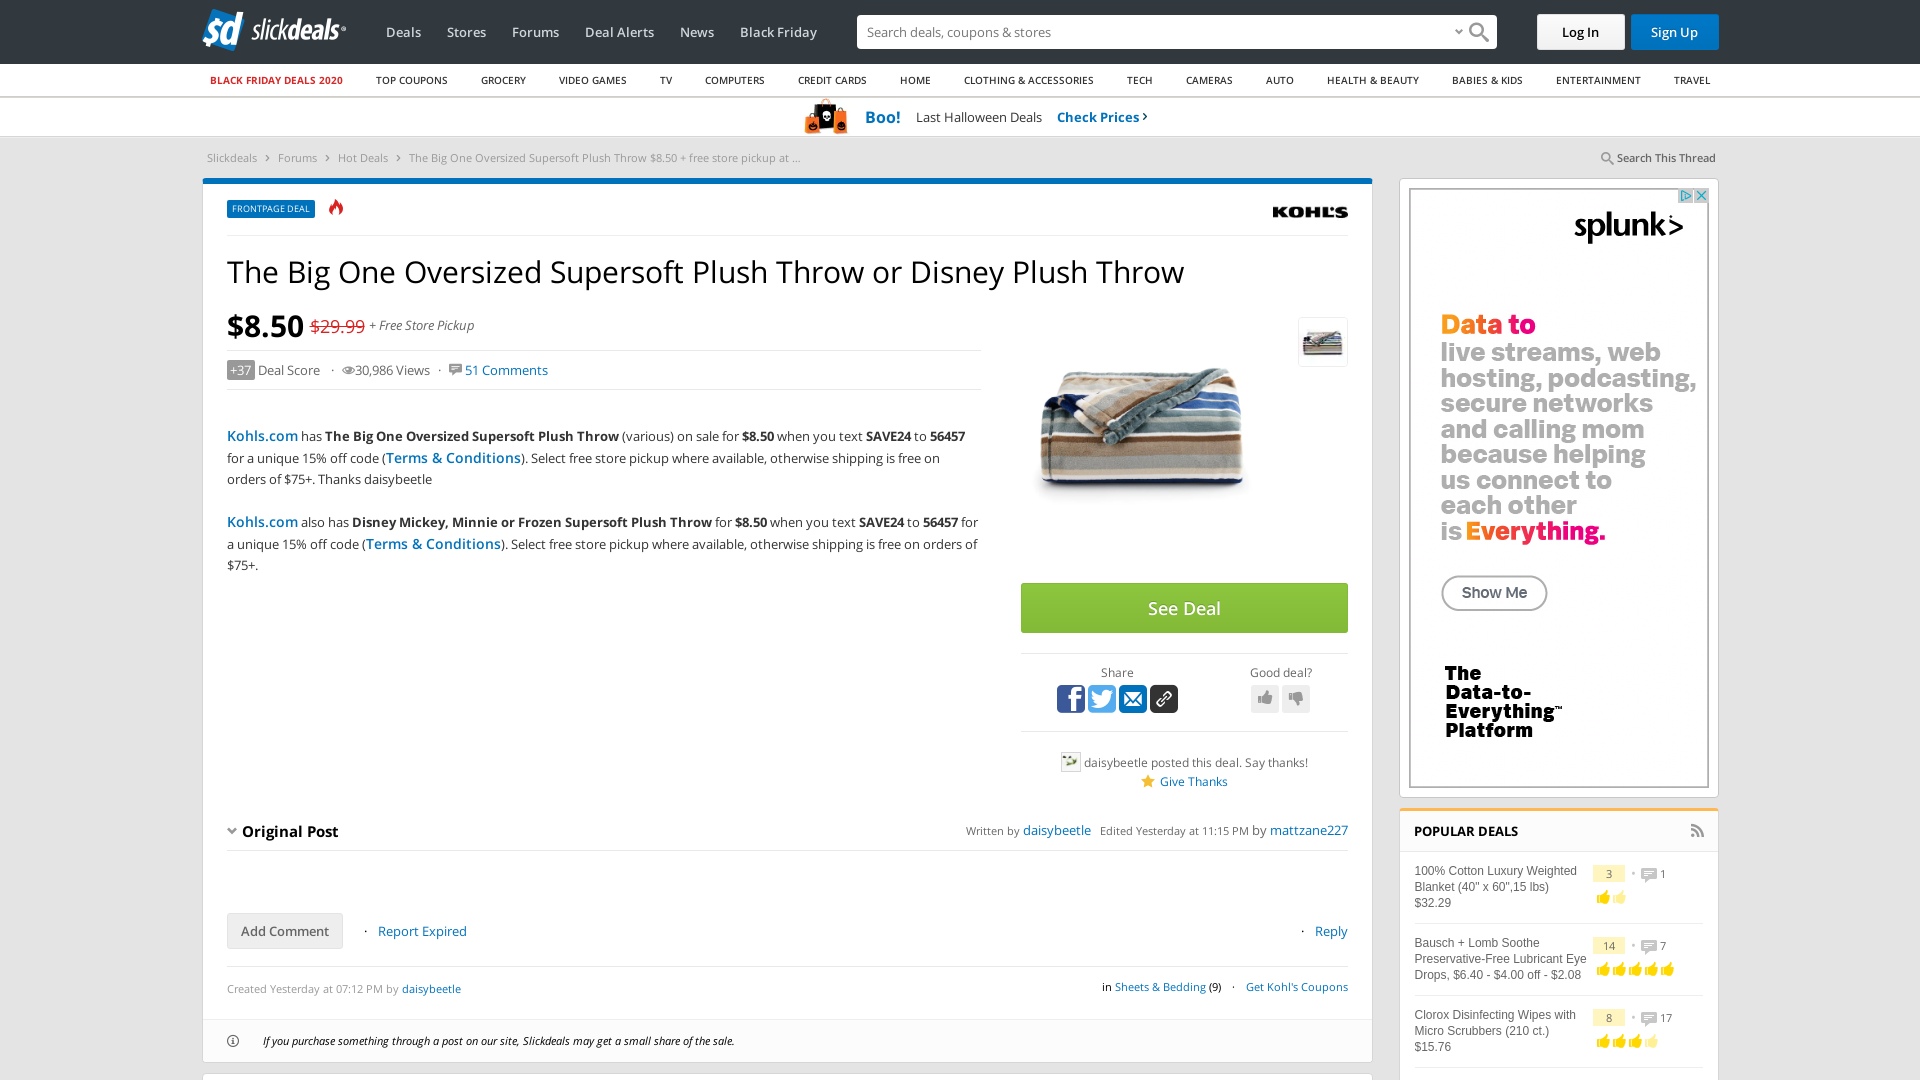 slickdeals
Deals
Stores
Forums
Deal Alerts
News
Black Friday
Search deals, coupons & shopping
Log In
Sign Up
BLACK FRIDAY DEALS 2020
TOP COUPONS
GROCERY
VIDEO GAMES
TV
COMPUTERS
CREDIT CARDS
HOME
CLOTHING & ACCESSORIES
TECH
CAMERAS
AUTO
HEALTH & BEAUTY
BABIES & KIDS
ENTERTAINMENT
TRAVEL
Boo! Last Halloween Deals Check Prices
Slickdeals > Forums > Hot Deals > The Big One Oversized Supersoft Plush Throw $8.50 + free store pickup at ...
Search This Thread
FRONTPAGE DEAL
KOHL'S
The Big One Oversized Supersoft Plush Throw or Disney Plush Throw
$8.50 $29.99 + Free Store Pickup
+37 Deal Score · 30,986 Views · 51 Comments
Kohls.com has The Big One Oversized Supersoft Plush Throw (various) on sale for $8.50 when you text SAVE24 to 56457
for a unique 15% off code (Terms & Conditions). Select free store pickup where available, otherwise shipping is free on
orders of $75+. Thanks daisybeetle
Kohls.com also has Disney Mickey, Minnie or Frozen Supersoft Plush Throw for $8.50 when you text SAVE24 to 56457 for
a unique 15% off code (Terms & Conditions). Select free store pickup where available, otherwise shipping is free on orders of
$75+.
See Deal
Share
Good deal?
daisybeetle posted this deal. Say thanks!
Give Thanks
Original Post
Written by daisybeetle Edited Yesterday at 11:15 PM by mattzane227
Add Comment
· Report Expired
· Reply
Created Yesterday at 07:12 PM by daisybeetle
in Sheets & Bedding (9) · Get Kohl's Coupons
If you purchase something through a post on our site, Slickdeals may get a small share of the sale.
splunk>
Data to
live streams, web
hosting, podcasting,
secure networks
and calling mom
because helping
us connect to
each other
is Everything.
Show Me
The
Data-to-
Everything™
Platform
POPULAR DEALS
100% Cotton Luxury Weighted
Blanket (40" x 60",15 lbs)
$32.29
3 • 1
Bausch + Lomb Soothe
Preservative-Free Lubricant Eye
Drops, $6.40 - $4.00 off - $2.08
14 • 7
Clorox Disinfecting Wipes with
Micro Scrubbers (210 ct.)
$15.76
8 • 17